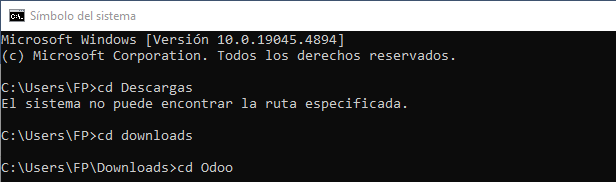 Símbolo del sistema
Microsoft Windows [Versión 10.0.19045.4894]
(c) Microsoft Corporation. Todos los derechos reservados.
C:\Users\FP>cd Descargas
El sistema no puede encontrar la ruta especificada.
C:\Users\FP>cd downloads
C:\Users\FP\Downloads>cd Odoo